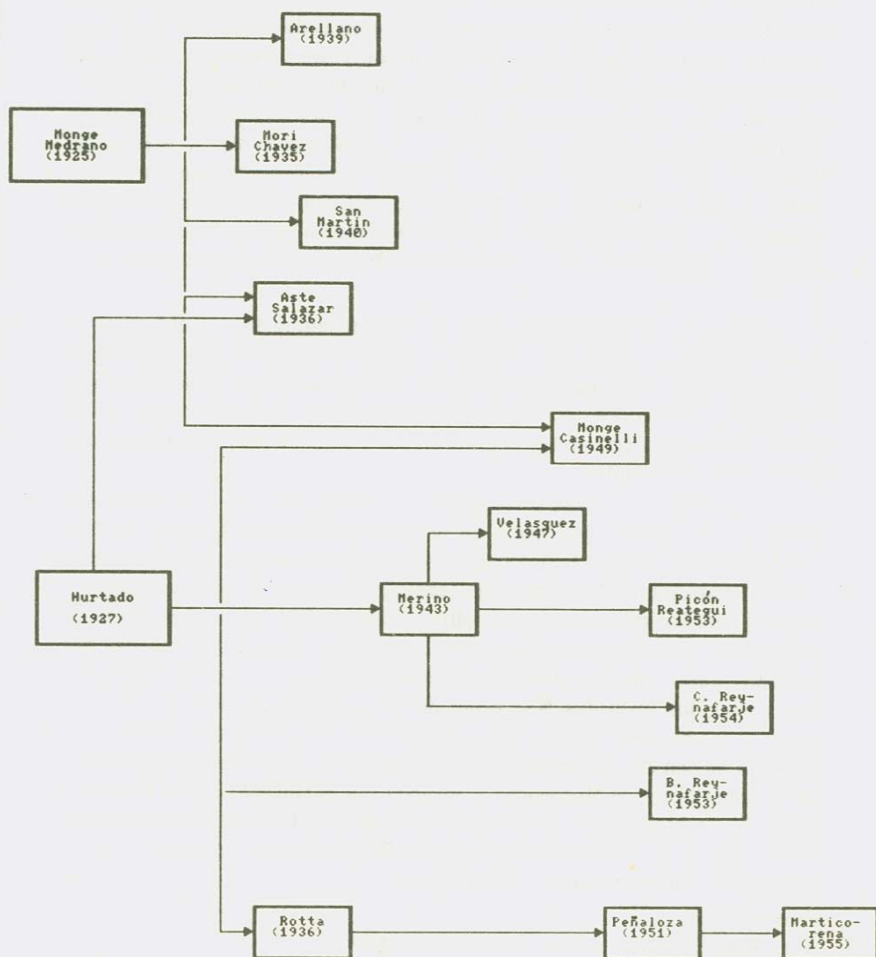 Arellano
(1939)
Monge
Medrano
(1925)
Mori
Chavez
(1935)
San
Martin
(1940)
Aste
Salazar
(1936)
Monge
Casinelli
(1949)
Velasquez
(1947)
Hurtado
(1927)
Merino
(1943)
Picón
Reategui
(1953)
C. Rey-
nafarje
(1954)
B. Rey-
nafarje
(1953)
Rotta
(1936)
Peñaloza
(1951)
Martico-
rena
(1955)